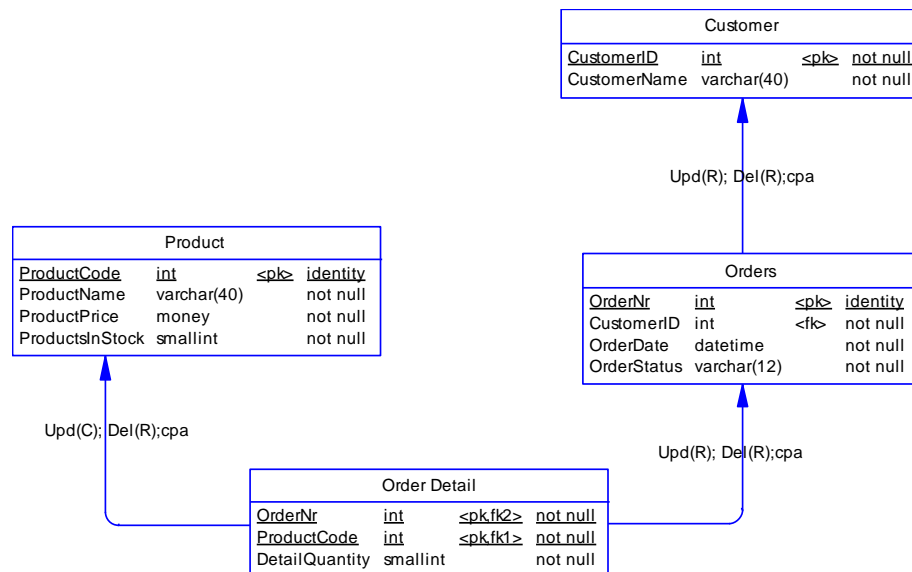 Customer
CustomerID int <pk> not null
CustomerName varchar(40) not null
Upd(R); Del(R);cpa
Product
ProductCode int <pk> identity
ProductName varchar(40) not null
ProductPrice money not null
ProductsInStock smallint not null
Orders
OrderNr int <pk> identity
CustomerID int <fk> not null
OrderDate datetime not null
OrderStatus varchar(12) not null
Upd(C); Del(R);cpa
Upd(R); Del(R);cpa
Order Detail
OrderNr int <pk,fk2> not null
ProductCode int <pk,fk1> not null
DetailQuantity smallint not null